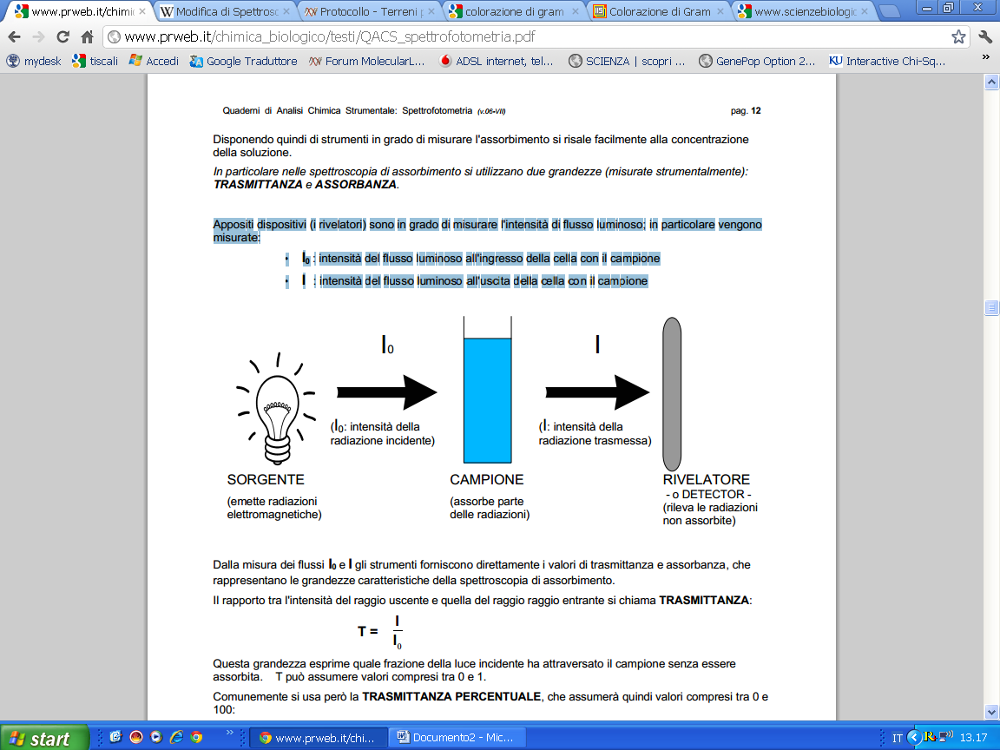 www.prweb.it/chimi
Modifica di Spettrosc
Protocollo - Terreni p
colorazione di gram
Colorazione di Gram
www.scienzebiologic
www.prweb.it/chimica_biologico/testi/QACS_spettrofotometria.pdf
mydesk tiscali Accedi Google Traduttore Forum MolecularL... ADSL internet, tel... SCIENZA | scopri ... GenePop Option 2... KU Interactive Chi-Sq... »
Quaderni di Analisi Chimica Strumentale: Spettrofotometria (v.06-VII) pag. 12
Disponendo quindi di strumenti in grado di misurare l'assorbimento si risale facilmente alla concentrazione
della soluzione.
In particolare nelle spettroscopia di assorbimento si utilizzano due grandezze (misurate strumentalmente):
TRASMITTANZA e ASSORBANZA.
Appositi dispositivi (i rivelatori) sono in grado di misurare l'intensità di flusso luminoso; in particolare vengono
misurate:
• I0 : intensità del flusso luminoso all'ingresso della cella con il campione
• I : intensità del flusso luminoso all'uscita della cella con il campione
I0
I
(I0: intensità della
radiazione incidente)
(I: intensità della
radiazione trasmessa)
SORGENTE
(emette radiazioni
elettromagnetiche)
CAMPIONE
(assorbe parte
delle radiazioni)
RIVELATORE
- o DETECTOR -
(rileva le radiazioni
non assorbite)
Dalla misura dei flussi I0 e I gli strumenti forniscono direttamente i valori di trasmittanza e assorbanza, che
rappresentano le grandezze caratteristiche della spettroscopia di assorbimento.
Il rapporto tra l'intensità del raggio uscente e quella del raggio raggio entrante si chiama TRASMITTANZA:
T = I
I0
Questa grandezza esprime quale frazione della luce incidente ha attraversato il campione senza essere
assorbita. T può assumere valori compresi tra 0 e 1.
Comunemente si usa però la TRASMITTANZA PERCENTUALE, che assumerà quindi valori compresi tra 0 e
100:
start » www.prweb.it/chi... Documento2 - Mic... IT 13.17